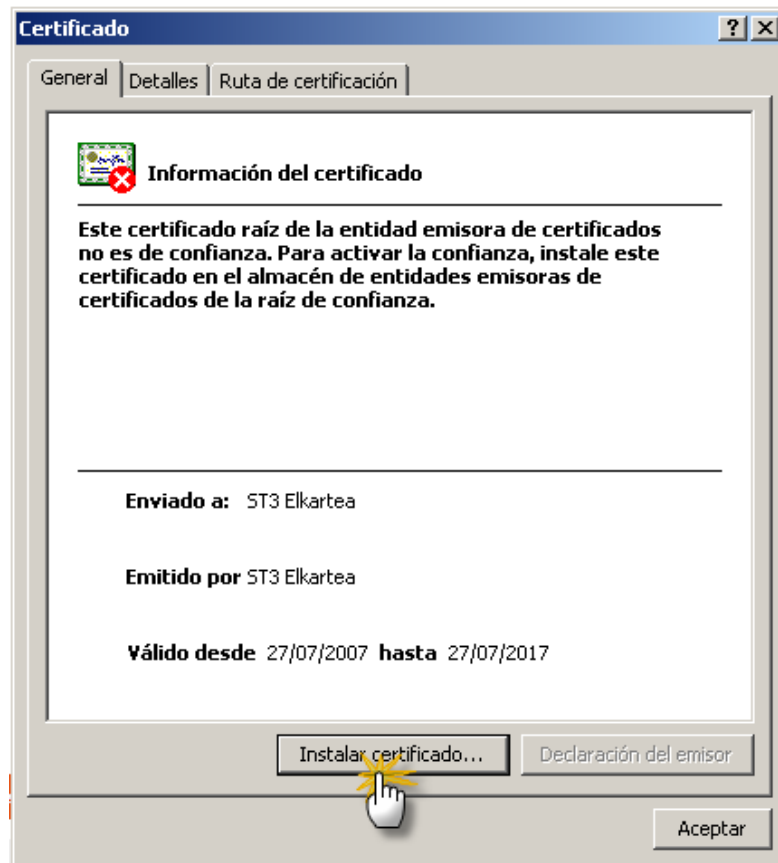 Certificado
General
Detalles
Ruta de certificación
Información del certificado
Este certificado raíz de la entidad emisora de certificados
no es de confianza. Para activar la confianza, instale este
certificado en el almacén de entidades emisoras de
certificados de la raíz de confianza.
Enviado a: ST3 Elkartea
Emitido por ST3 Elkartea
Válido desde 27/07/2007 hasta 27/07/2017
Instalar certificado...
Declaración del emisor
Aceptar